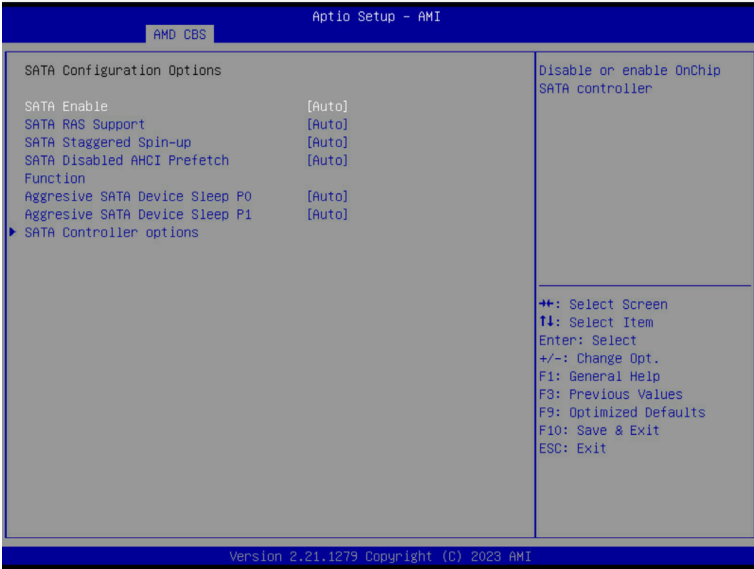 Aptio Setup – AMI
AMD CBS
SATA Configuration Options
SATA Enable [Auto]
SATA RAS Support [Auto]
SATA Staggered Spin-up [Auto]
SATA Disabled AHCI Prefetch [Auto]
Function
Aggresive SATA Device Sleep P0 [Auto]
Aggresive SATA Device Sleep P1 [Auto]
SATA Controller options
Disable or enable OnChip
SATA controller
→←: Select Screen
↑↓: Select Item
Enter: Select
+/-: Change Opt.
F1: General Help
F3: Previous Values
F9: Optimized Defaults
F10: Save & Exit
ESC: Exit
Version 2.21.1279 Copyright (C) 2023 AMI